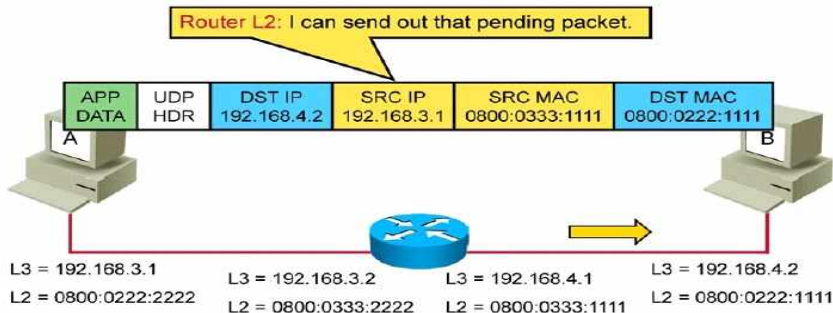 Router L2: I can send out that pending packet.
APP DATA
UDP HDR
DST IP 192.168.4.2
SRC IP 192.168.3.1
SRC MAC 0800:0333:1111
DST MAC 0800:0222:1111
A
B
L3 = 192.168.3.1
L2 = 0800:0222:2222
L3 = 192.168.3.2
L2 = 0800:0333:2222
L3 = 192.168.4.1
L2 = 0800:0333:1111
L3 = 192.168.4.2
L2 = 0800:0222:1111